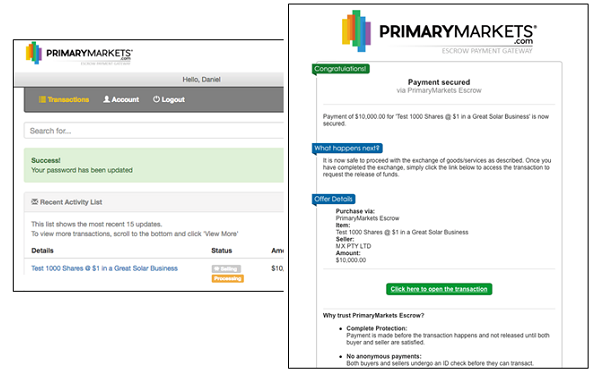 PRIMARYMARKETS®
.com
ESCROW PAYMENT GATEWAY
Hello, Daniel
Transactions Account Logout
Search for...
Success!
Your password has been updated
Recent Activity List
This list shows the most recent 15 updates.
To view more transactions, scroll to the bottom and click 'View More'
Details Status Amo
Test 1000 Shares @ $1 in a Great Solar Business Selling $10,
Processing
PRIMARYMARKETS®
.com
ESCROW PAYMENT GATEWAY
Congratulations!
Payment secured
via PrimaryMarkets Escrow
Payment of $10,000.00 for 'Test 1000 Shares @ $1 in a Great Solar Business' is now
secured.
What happens next?
It is now safe to proceed with the exchange of goods/services as described. Once you
have completed the exchange, simply click the link below to access the transaction to
request the release of funds.
Offer Details
Purchase via:
PrimaryMarkets Escrow
Item:
Test 1000 Shares @ $1 in a Great Solar Business
Seller:
PTY LTD
Amount:
$10,000.00
Click here to open the transaction
Why trust PrimaryMarkets Escrow?
Complete Protection:
Payment is made before the transaction happens and not released until both
buyer and seller are satisfied.
No anonymous payments:
Both buyers and sellers undergo an ID check before they can transact.